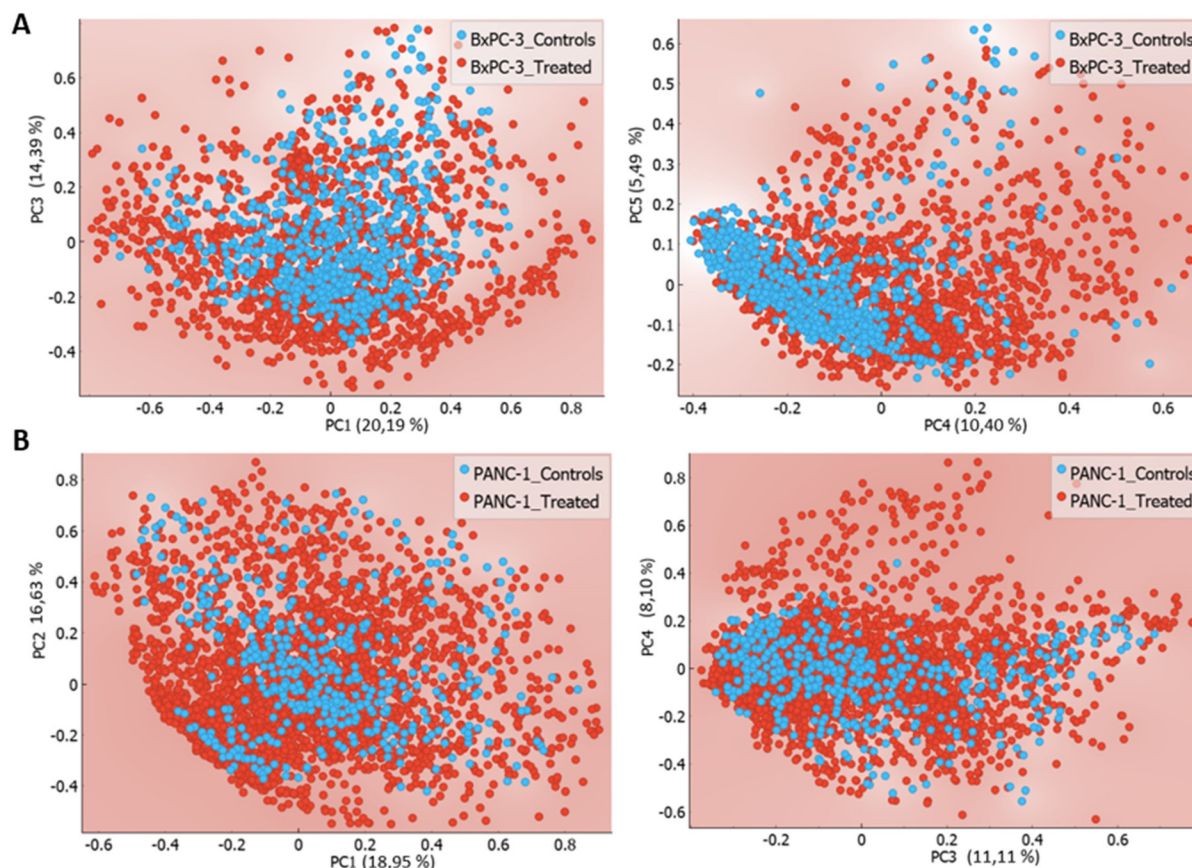 A
BxPC-3_Controls
BxPC-3_Treated
PC3 (14,39 %)
0.6
0.4
0.2
0
-0.2
-0.4
-0.6 -0.4 -0.2 0 0.2 0.4 0.6 0.8
PC1 (20,19 %)
BxPC-3_Controls
BxPC-3_Treated
PC5 (5,49 %)
0.6
0.5
0.4
0.3
0.2
0.1
0
-0.1
-0.2
-0.4 -0.2 0 0.2 0.4 0.6
PC4 (10,40 %)
B
PANC-1_Controls
PANC-1_Treated
PC2 16,63 %
0.8
0.6
0.4
0.2
0
-0.2
-0.4
-0.6 -0.4 -0.2 0 0.2 0.4 0.6 0.8
PC1 (18,95 %)
PANC-1_Controls
PANC-1_Treated
PC4 (8,10 %)
0.8
0.6
0.4
0.2
0
-0.2
-0.4
-0.6
-0.2 0 0.2 0.4 0.6
PC3 (11,11 %)